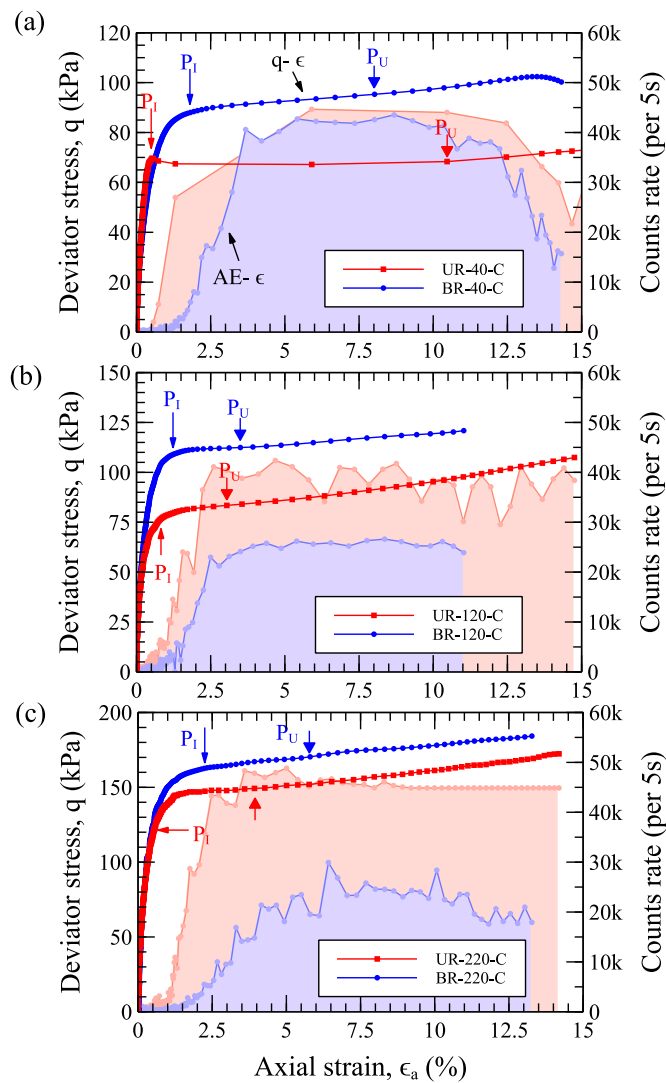 (a)
120
100
80
60
40
20
0
Deviator stress, q (kPa)
60k
50k
40k
30k
20k
10k
0
Counts rate (per 5s)
P_I
P_I
q- ϵ
P_U
P_U
AE- ϵ
UR-40-C
BR-40-C
0 2.5 5 7.5 10 12.5 15
(b)
150
125
100
75
50
25
0
Deviator stress, q (kPa)
60k
50k
40k
30k
20k
10k
0
Counts rate (per 5s)
P_I
P_U
P_U
P_I
UR-120-C
BR-120-C
0 2.5 5 7.5 10 12.5 15
(c)
200
150
100
50
0
Deviator stress, q (kPa)
60k
50k
40k
30k
20k
10k
0
Counts rate (per 5s)
P_I
P_U
P_I
UR-220-C
BR-220-C
0 2.5 5 7.5 10 12.5 15
Axial strain, ϵ_a (%)